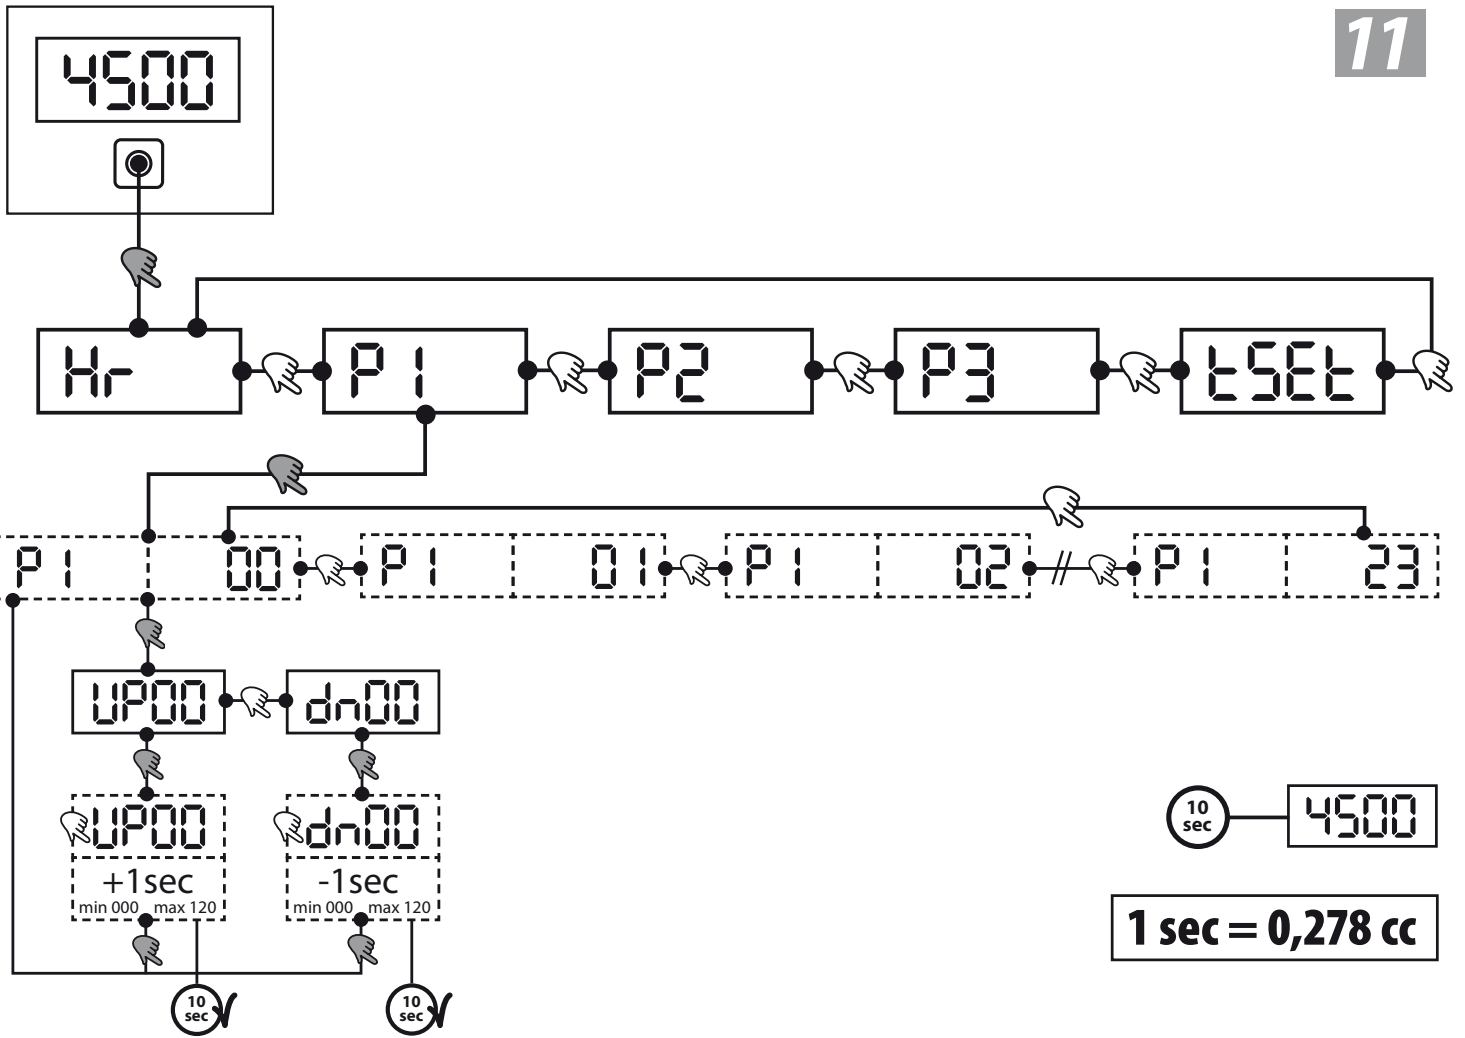 11
4500
Hr P1 P2 P3 tSEt
P1 00 P1 01 P1 02 P1 23
UP00 dn00
UP00 dn00
+1sec -1sec
min 000 max 120 min 000 max 120
10
sec
4500
1 sec = 0,278 cc
10
sec
10
sec